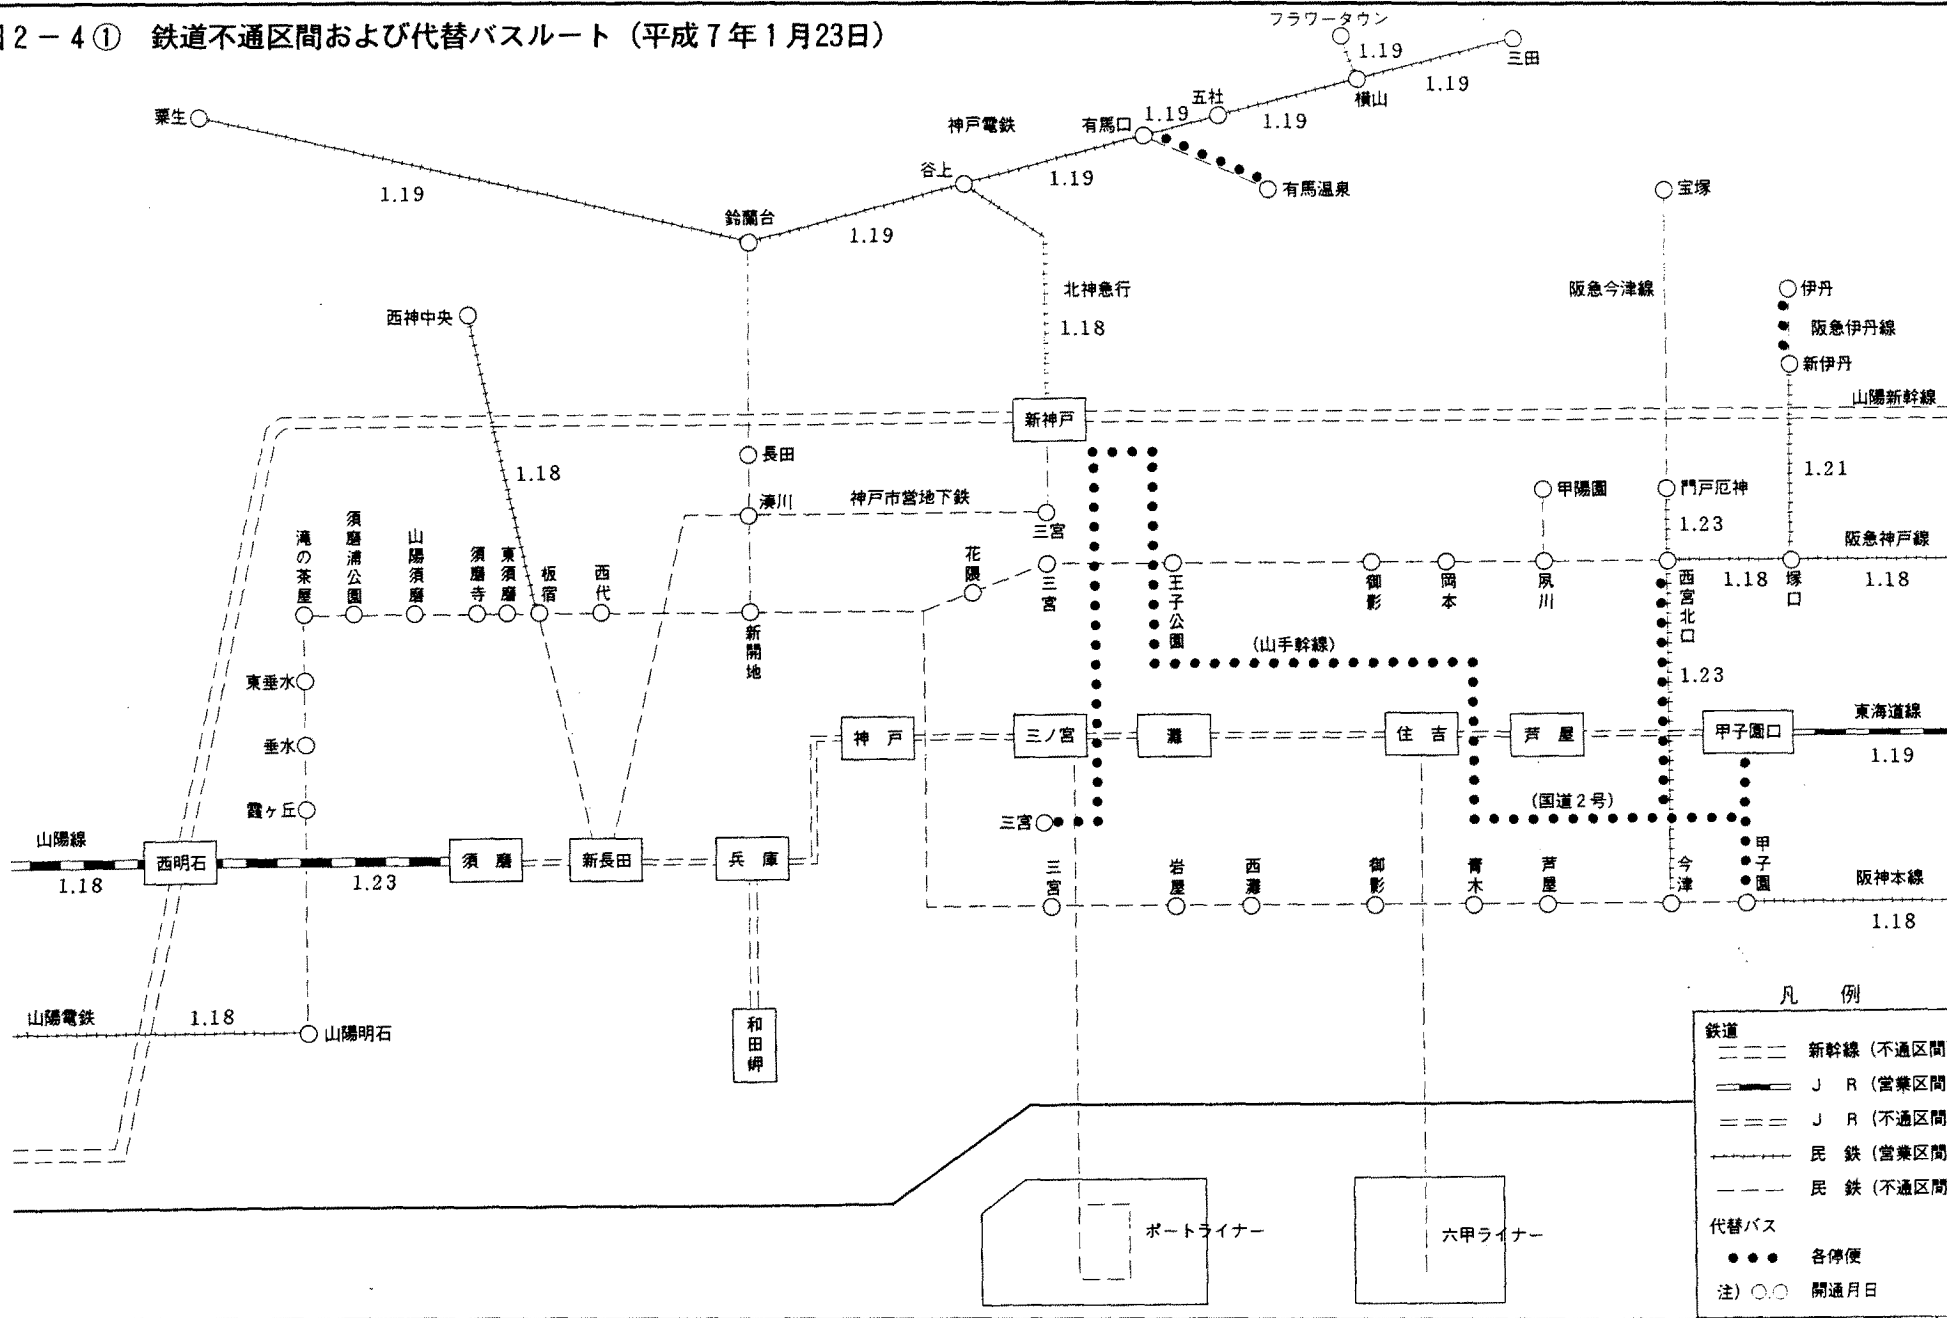 図2－4① 鉄道不通区間および代替バスルート（平成7年1月23日）
フラワータウン
1.19
三田
1.19
横山
五社
1.19
1.19
有馬口
神戸電鉄
粟生
谷上
1.19
有馬温泉
宝塚
1.19
鈴蘭台
1.19
北神急行
1.18
阪急今津線
伊丹
阪急伊丹線
新伊丹
西神中央
山陽新幹線
新神戸
長田
1.18
1.21
湊川
神戸市営地下鉄
三宮
甲陽園
門戸厄神
1.23
阪急神戸線
滝の茶屋
須磨浦公園
山陽須磨
須磨寺
東須磨
板宿
西代
新開地
花隈
三宮
王子公園
御影
岡本
夙川
西宮北口
1.18
塚口
1.18
（山手幹線）
1.23
東垂水
垂水
霞ヶ丘
神戸
三ノ宮
灘
住吉
芦屋
甲子園口
東海道線
1.19
（国道2号）
三宮
山陽線
1.18
西明石
1.23
須磨
新長田
兵庫
三宮
岩屋
西灘
御影
青木
芦屋
今津
甲子園
阪神本線
1.18
山陽電鉄
1.18
山陽明石
和田岬
ポートライナー
六甲ライナー
凡例
鉄道
新幹線（不通区間
JR（営業区間
JR（不通区間
民鉄（営業区間
民鉄（不通区間
代替バス
各停便
注）○.○ 開通月日